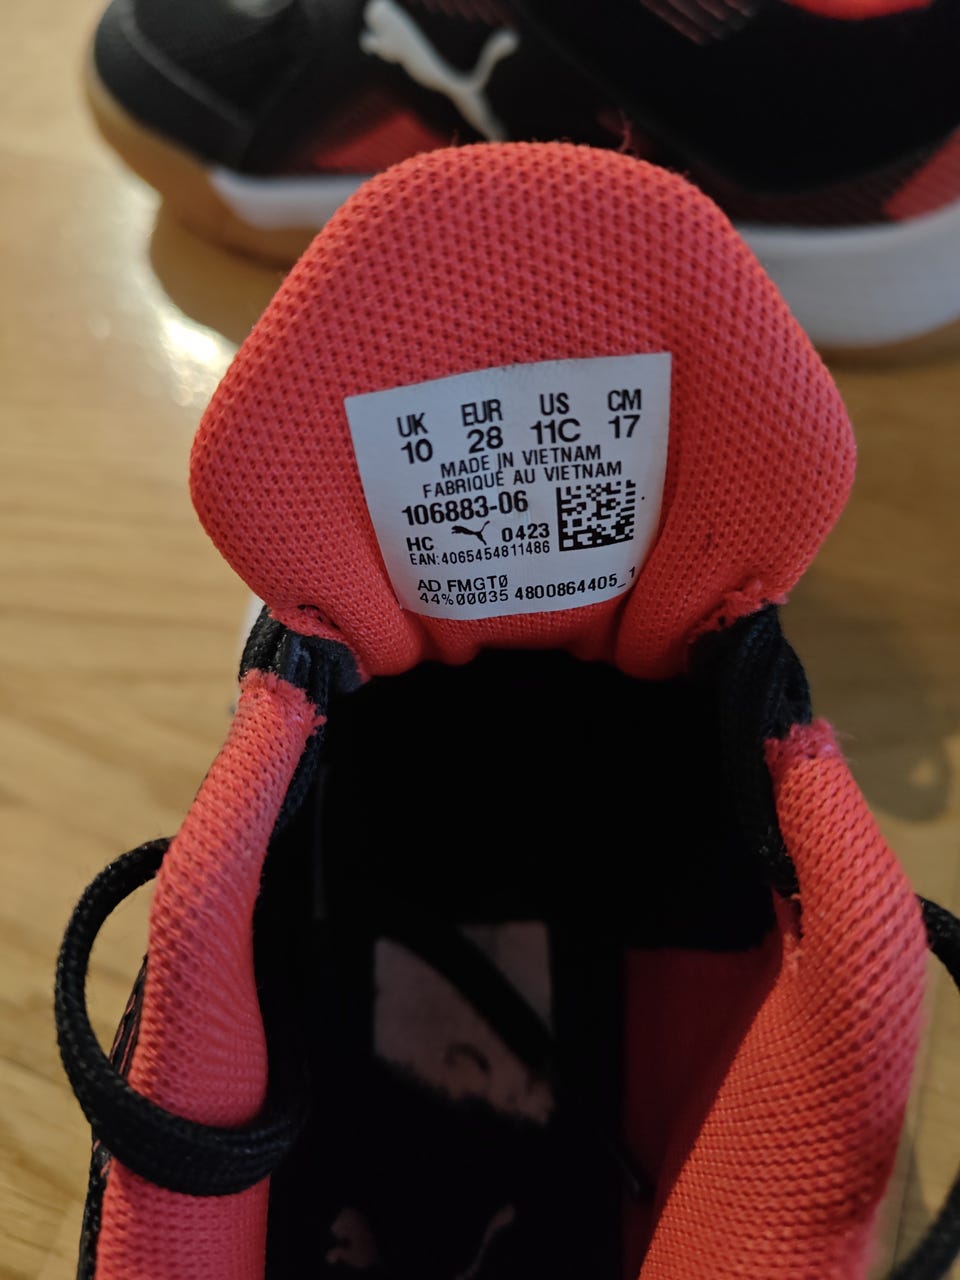 UK EUR US CM
10 28 11C 17
MADE IN VIETNAM
FABRIQUÉ AU VIETNAM
106883-06
HC 0423
EAN:4065454811486
AD FMGT0
44%00035 4800864405_1